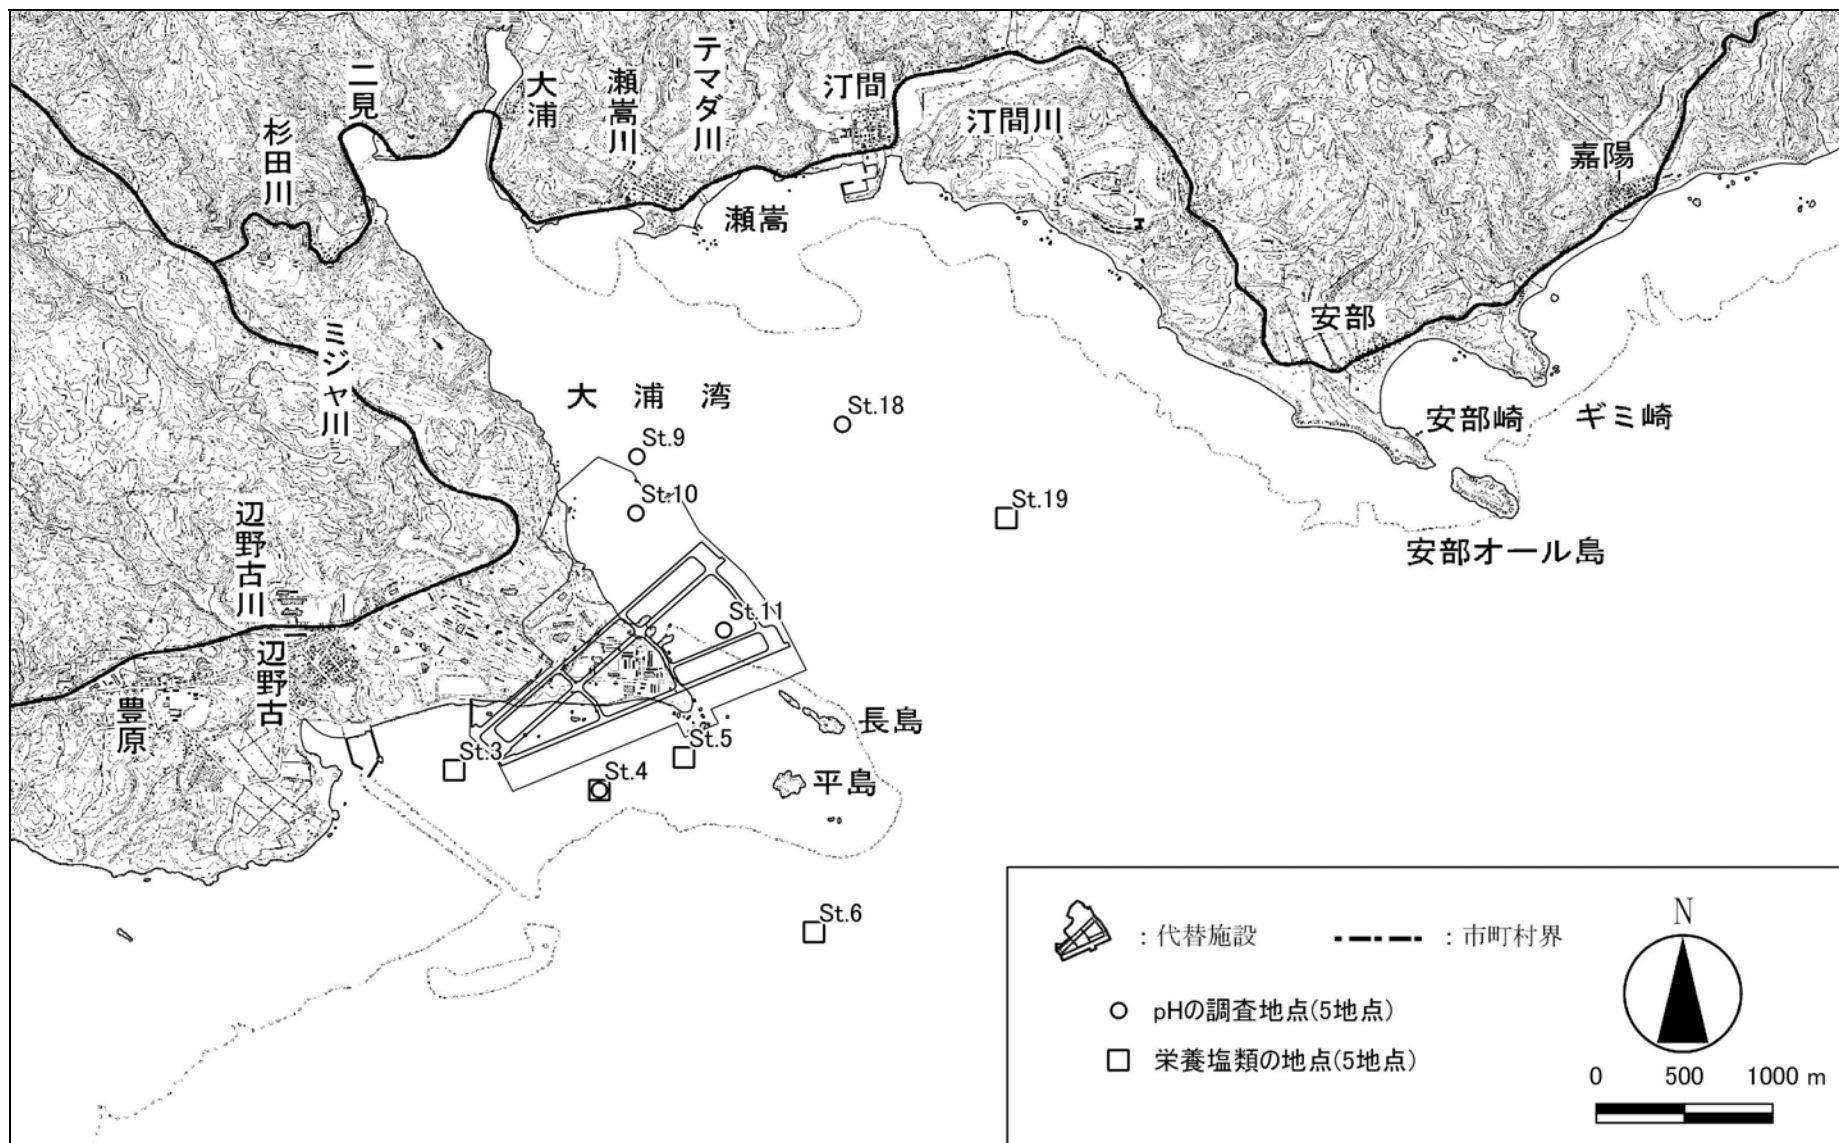 二見
杉田川
大浦
瀬嵩川
テマダ川
汀間
汀間川
嘉陽
瀬嵩
安部
ミジャ川
大浦湾
St.18
St.9
安部崎
ギミ崎
St.10
St.19
辺野古川
安部オール島
St.11
辺野古
豊原
長島
St.3
St.5
St.4
平島
St.6
：代替施設
：市町村界
N
pHの調査地点(5地点)
栄養塩類の地点(5地点)
0 500 1000 m